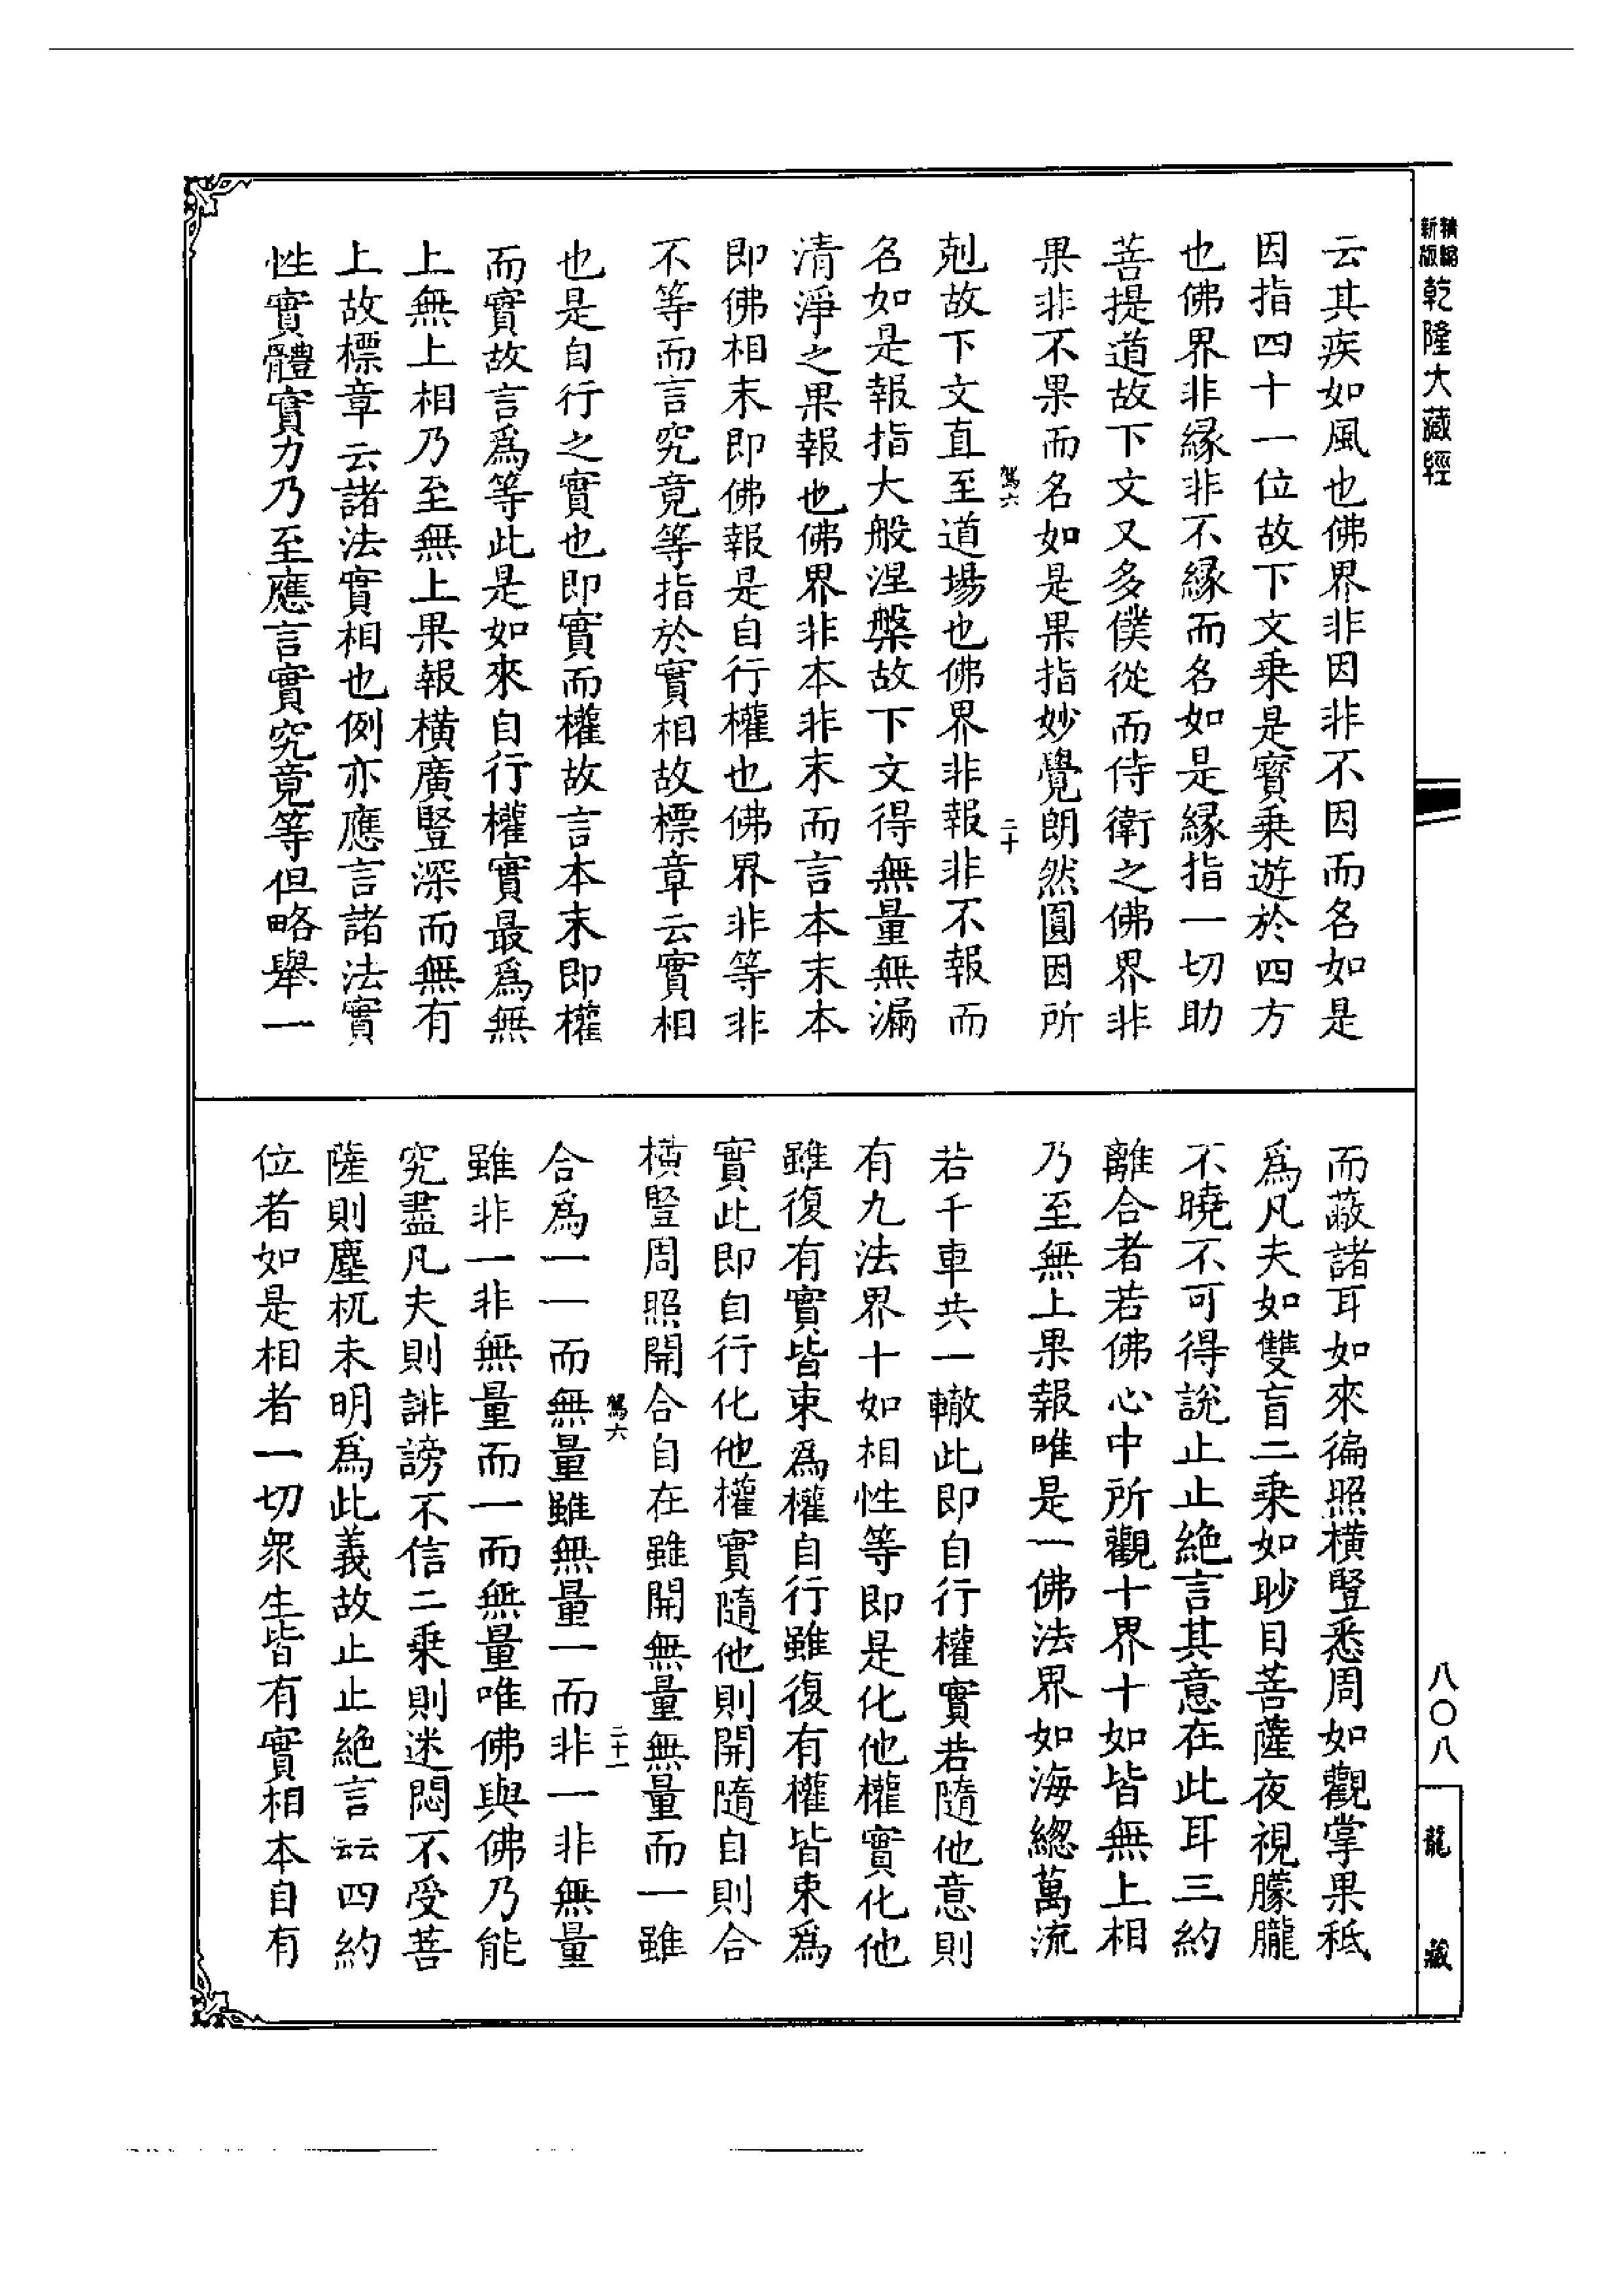 新版精縮乾隆大藏經
云其疾如風也佛界非因非不因而名如是
因指四十一位故下文乗是寳乗遊於四方
也佛界非縁非不縁而名如是縁指一切助
菩提道故下文又多僕從而侍衛之佛界非
果非不果而名如是果指妙覺朗然圓因所
駕六
二十
剋故下文直至道場也佛界非報非不報而
名如是報指大般涅槃故下文得無量無漏
清淨之果報也佛界非本非末而言本末本
即佛相末即佛報是自行權也佛界非等非
不等而言究竟等指於實相故標章云實相
也是自行之實也即實而權故言本末即權
而實故言爲等此是如來自行權實最爲無
上無上相乃至無上果報横廣豎深而無有
上故標章云諸法實相也例亦應言諸法實
性實體實力乃至應言實究竟等但略舉一
而蔽諸耳如來徧照横豎悉周如觀掌果秪
爲凡夫如雙盲二乗如眇目菩薩夜視朦朧
不曉不可得說止止絶言其意在此耳三約
離合者若佛心中所觀十界十如皆無上相
乃至無上果報唯是一佛法界如海緫萬流
若千車共一轍此即自行權實若隨他意則
有九法界十如相性等即是化他權實化他
雖復有實皆束爲權自行雖復有權皆束爲
實此即自行化他權實隨他則開隨自則合
横豎周照開合自在雖開無量無量而一雖
駕六
二十一
合爲一一而無量雖無量一而非一非無量
雖非一非無量而一而無量唯佛與佛乃能
究盡凡夫則誹謗不信二乗則迷悶不受菩
薩則塵杌未明爲此義故止止絶言云云四約
位者如是相者一切衆生皆有實相本自有
八〇八
龍藏